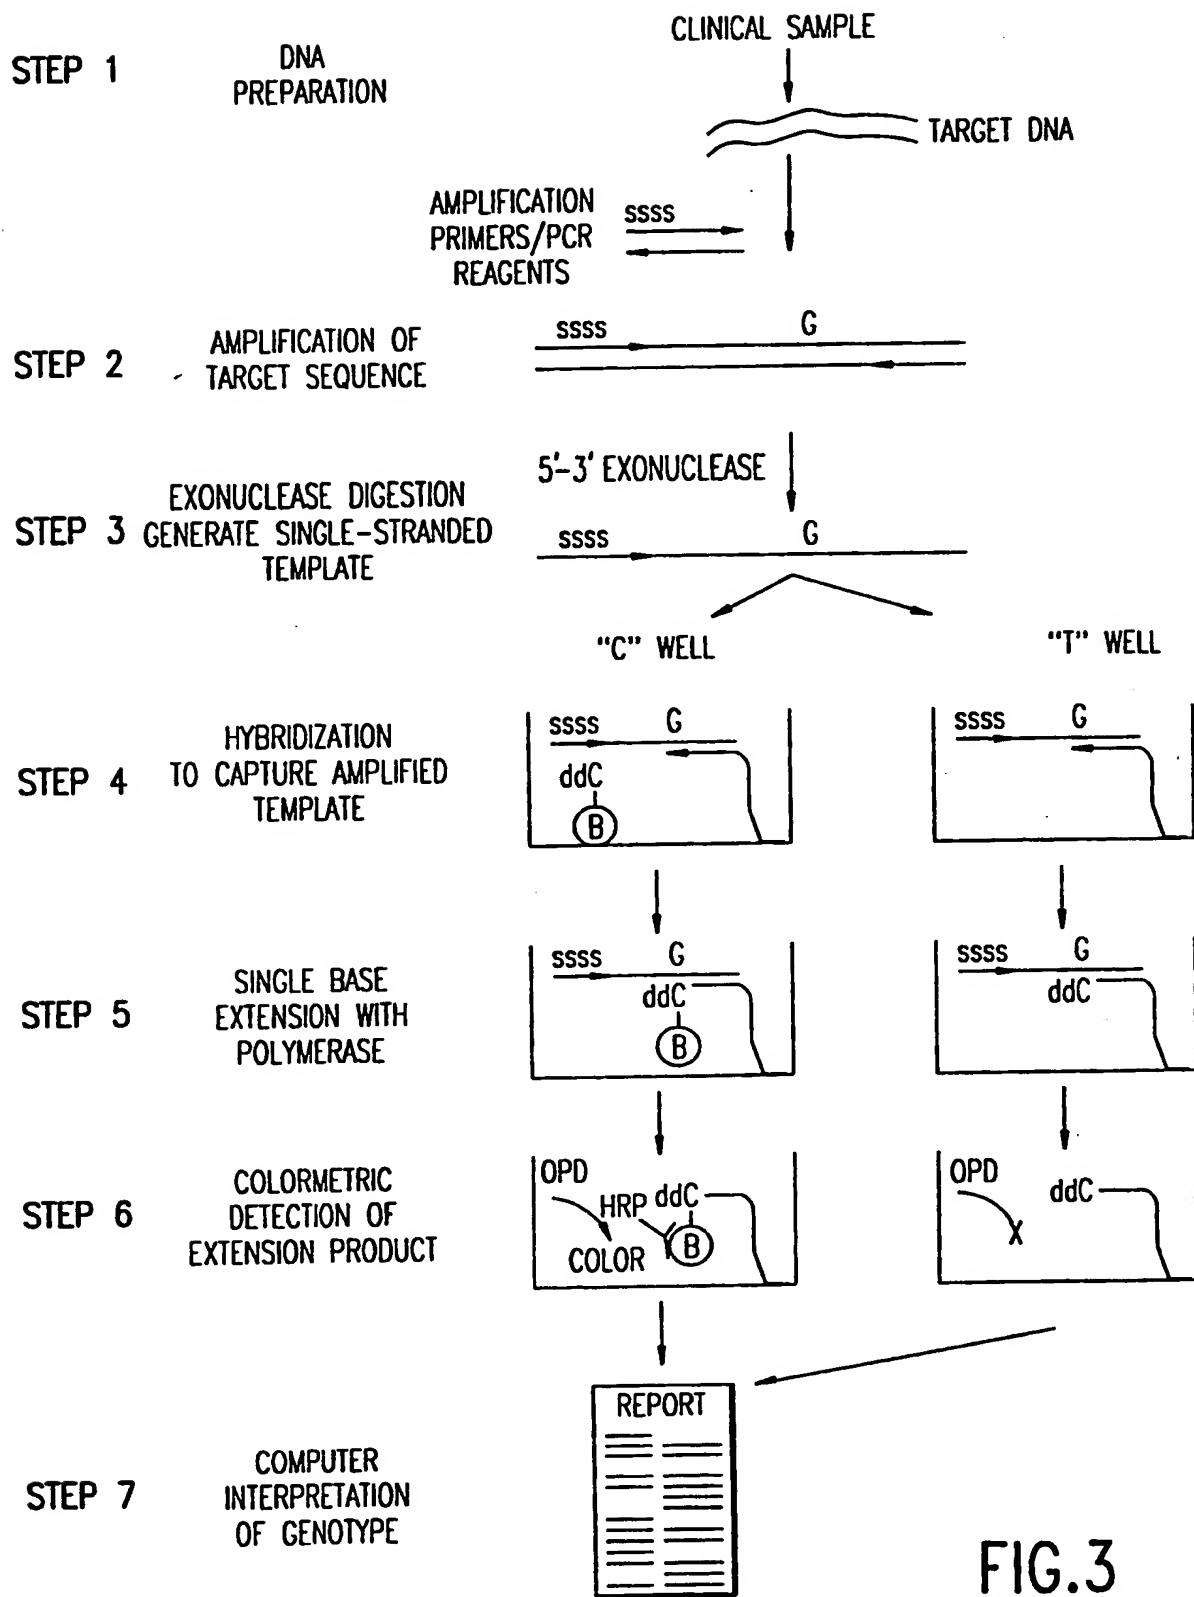 CLINICAL SAMPLE
STEP 1
DNA
PREPARATION
TARGET DNA
AMPLIFICATION
PRIMERS/PCR
REAGENTS
ssss
STEP 2
AMPLIFICATION OF
TARGET SEQUENCE
ssss G
5'-3' EXONUCLEASE
STEP 3
EXONUCLEASE DIGESTION
GENERATE SINGLE-STRANDED
TEMPLATE
ssss G
"C" WELL
"T" WELL
STEP 4
HYBRIDIZATION
TO CAPTURE AMPLIFIED
TEMPLATE
ssss G
ddC
B
ssss G
STEP 5
SINGLE BASE
EXTENSION WITH
POLYMERASE
ssss G
ddC
B
ssss G
ddC
STEP 6
COLORMETRIC
DETECTION OF
EXTENSION PRODUCT
OPD
HRP ddC
COLOR B
OPD
ddC
X
STEP 7
COMPUTER
INTERPRETATION
OF GENOTYPE
REPORT
FIG.3